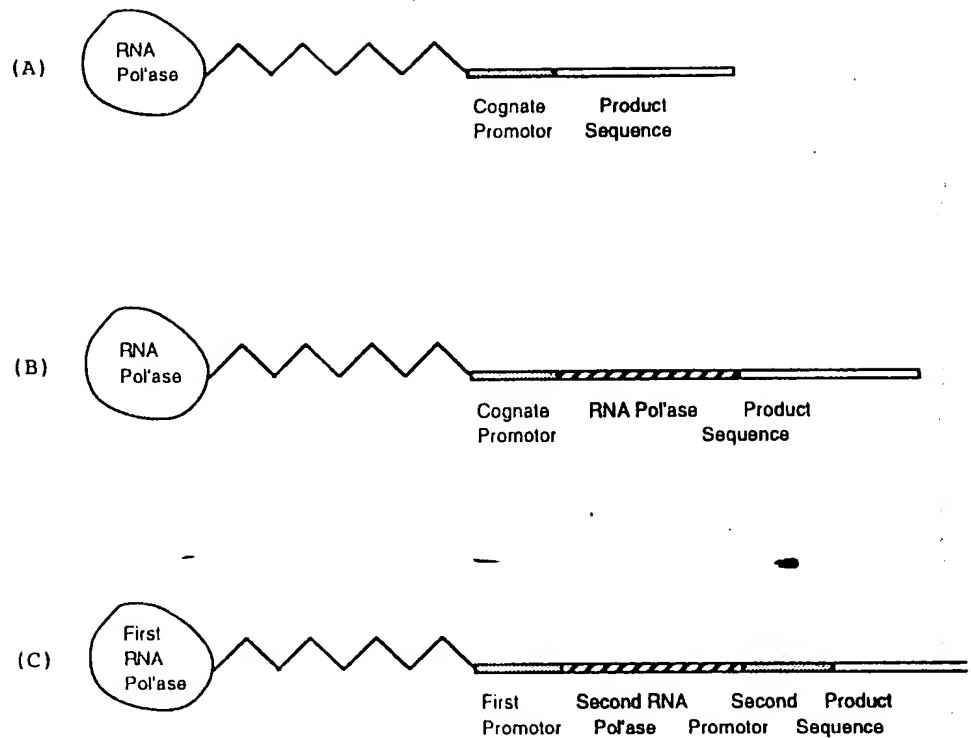 (A)
RNA
Pol'ase
Cognate Product
Promotor Sequence
(B)
RNA
Pol'ase
Cognate RNA Pol'ase Product
Promotor Sequence
(C)
First
RNA
Pol'ase
First Second RNA Second Product
Promotor Pol'ase Promotor Sequence